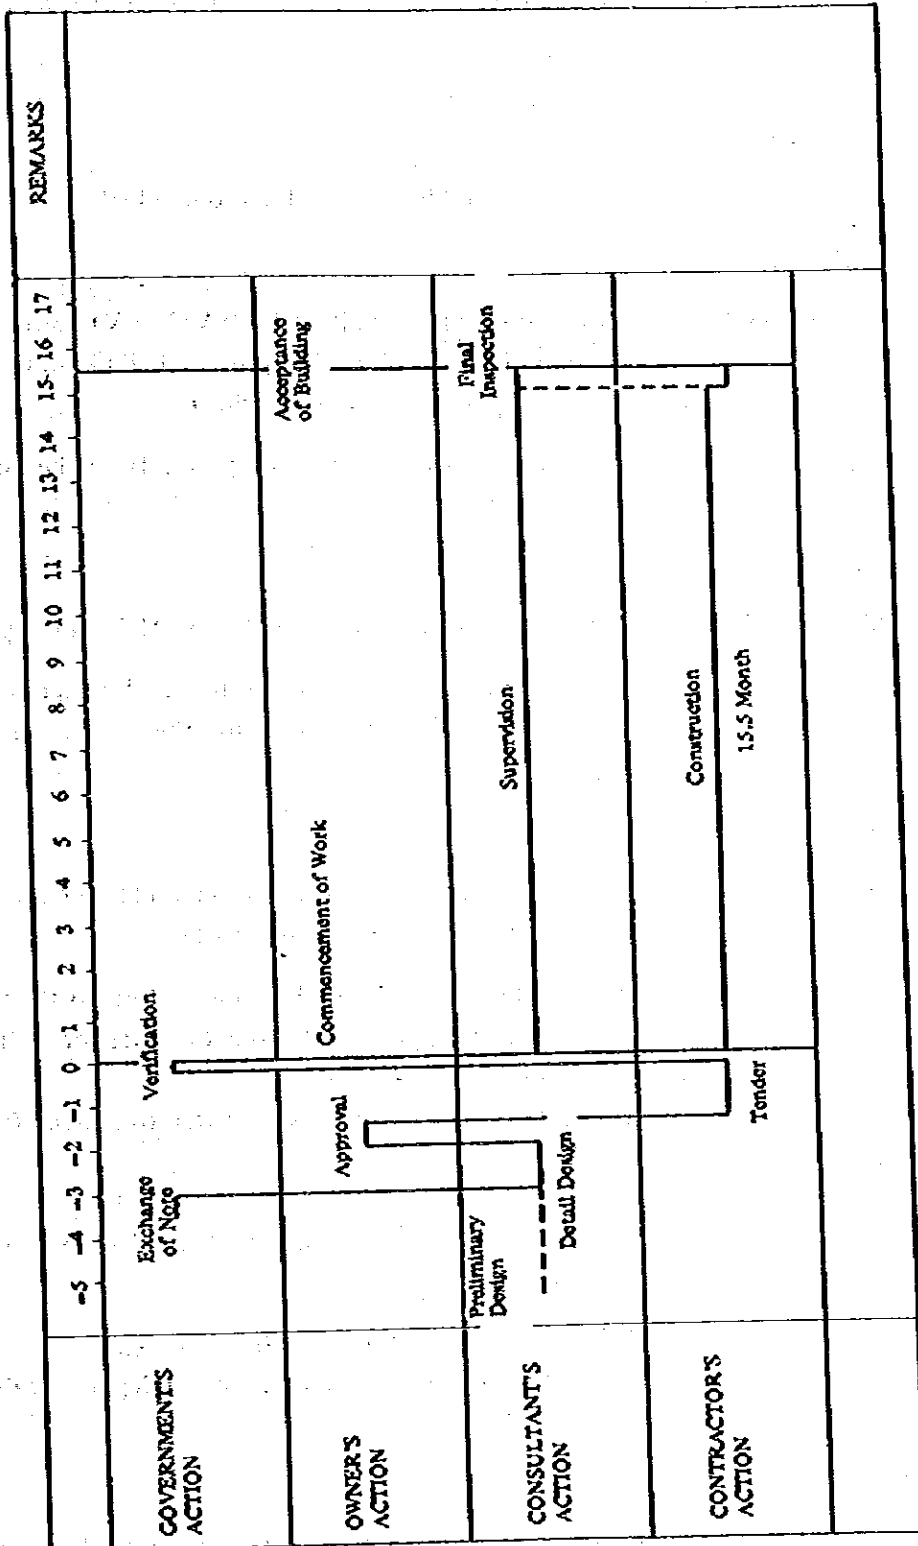 -5 -4 -3 -2 -1 0 1 2 3 4 5 6 7 8 9 10 11 12 13 14 15 16 17
REMARKS
GOVERNMENT'S
ACTION
Exchange
of Note
Verification
OWNER'S
ACTION
Approval
Commencement of Work
Acceptance
of Building
CONSULTANT'S
ACTION
Preliminary
Design
Detail Design
Supervision
Final
Inspection
CONTRACTOR'S
ACTION
Tender
Construction
15.5 Month